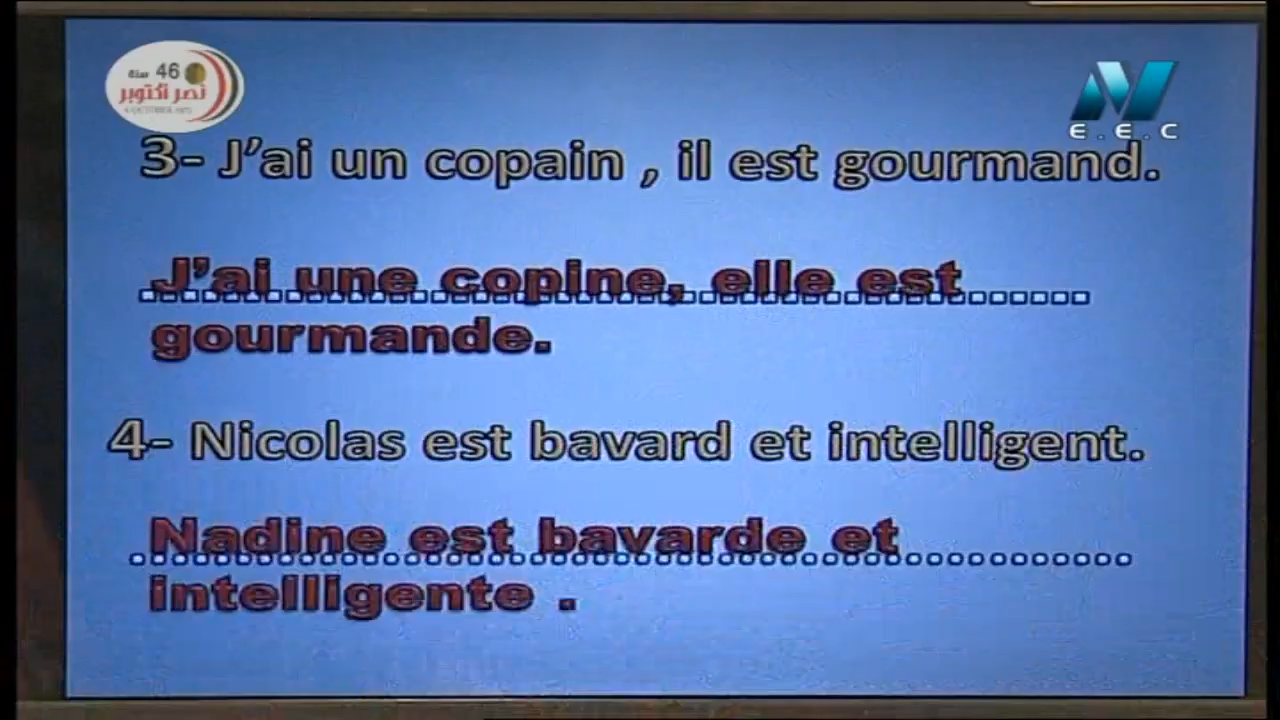 46 سنة
نصر أكتوبر
E.E.C
3- J'ai un copain , il est gourmand.
J'ai une copine, elle est
gourmande.
4- Nicolas est bavard et intelligent.
Nadine est bavarde et
intelligente .